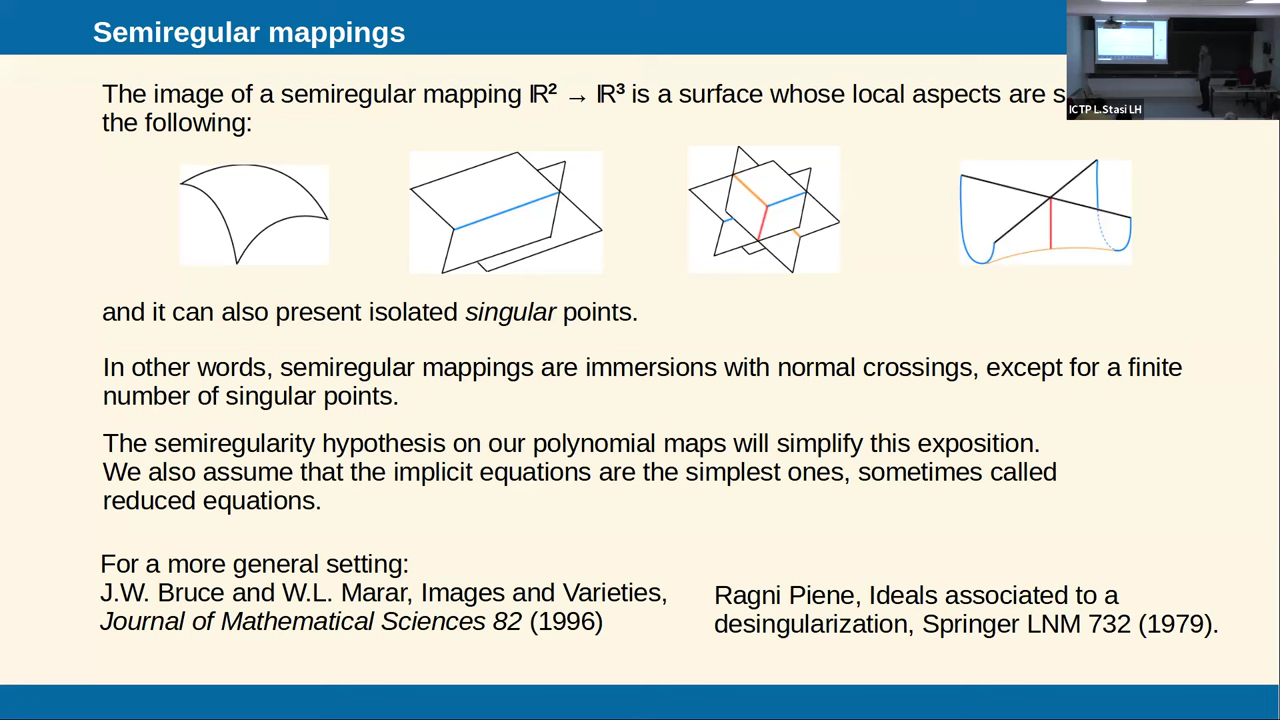 Semiregular mappings
The image of a semiregular mapping ℝ² → ℝ³ is a surface whose local aspects are
the following:
ICTP L.Stasi LH
and it can also present isolated singular points.
In other words, semiregular mappings are immersions with normal crossings, except for a finite
number of singular points.
The semiregularity hypothesis on our polynomial maps will simplify this exposition.
We also assume that the implicit equations are the simplest ones, sometimes called
reduced equations.
For a more general setting:
J.W. Bruce and W.L. Marar, Images and Varieties,
Journal of Mathematical Sciences 82 (1996)
Ragni Piene, Ideals associated to a
desingularization, Springer LNM 732 (1979).